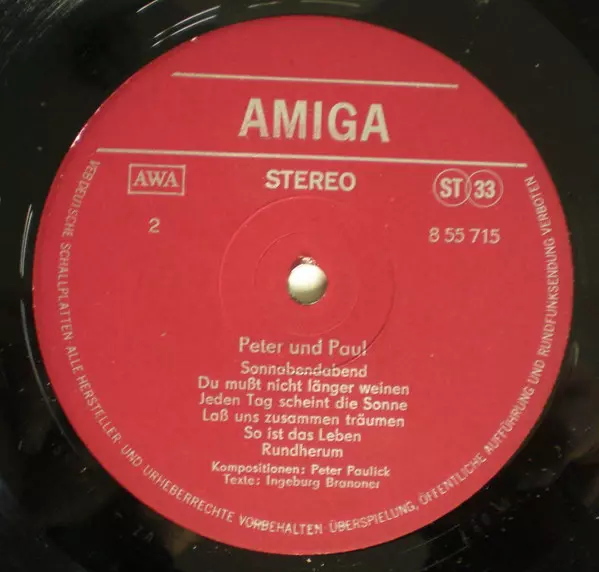 AMIGA
AWA
STEREO
ST 33
2
8 55 715
Peter und Paul
Sonnabendabend
Du mußt nicht länger weinen
Jeden Tag scheint die Sonne
Laß uns zusammen träumen
So ist das Leben
Rundherum
Kompositionen: Peter Paulick
Texte: Ingeburg Branoner
VEB DEUTSCHE SCHALLPLATTEN ALLE HERSTELLER- UND URHEBERRECHTE VORBEHALTEN ÜBERSPIELUNG, ÖFFENTLICHE AUFFÜHRUNG UND RUNDFUNKSENDUNG VERBOTEN